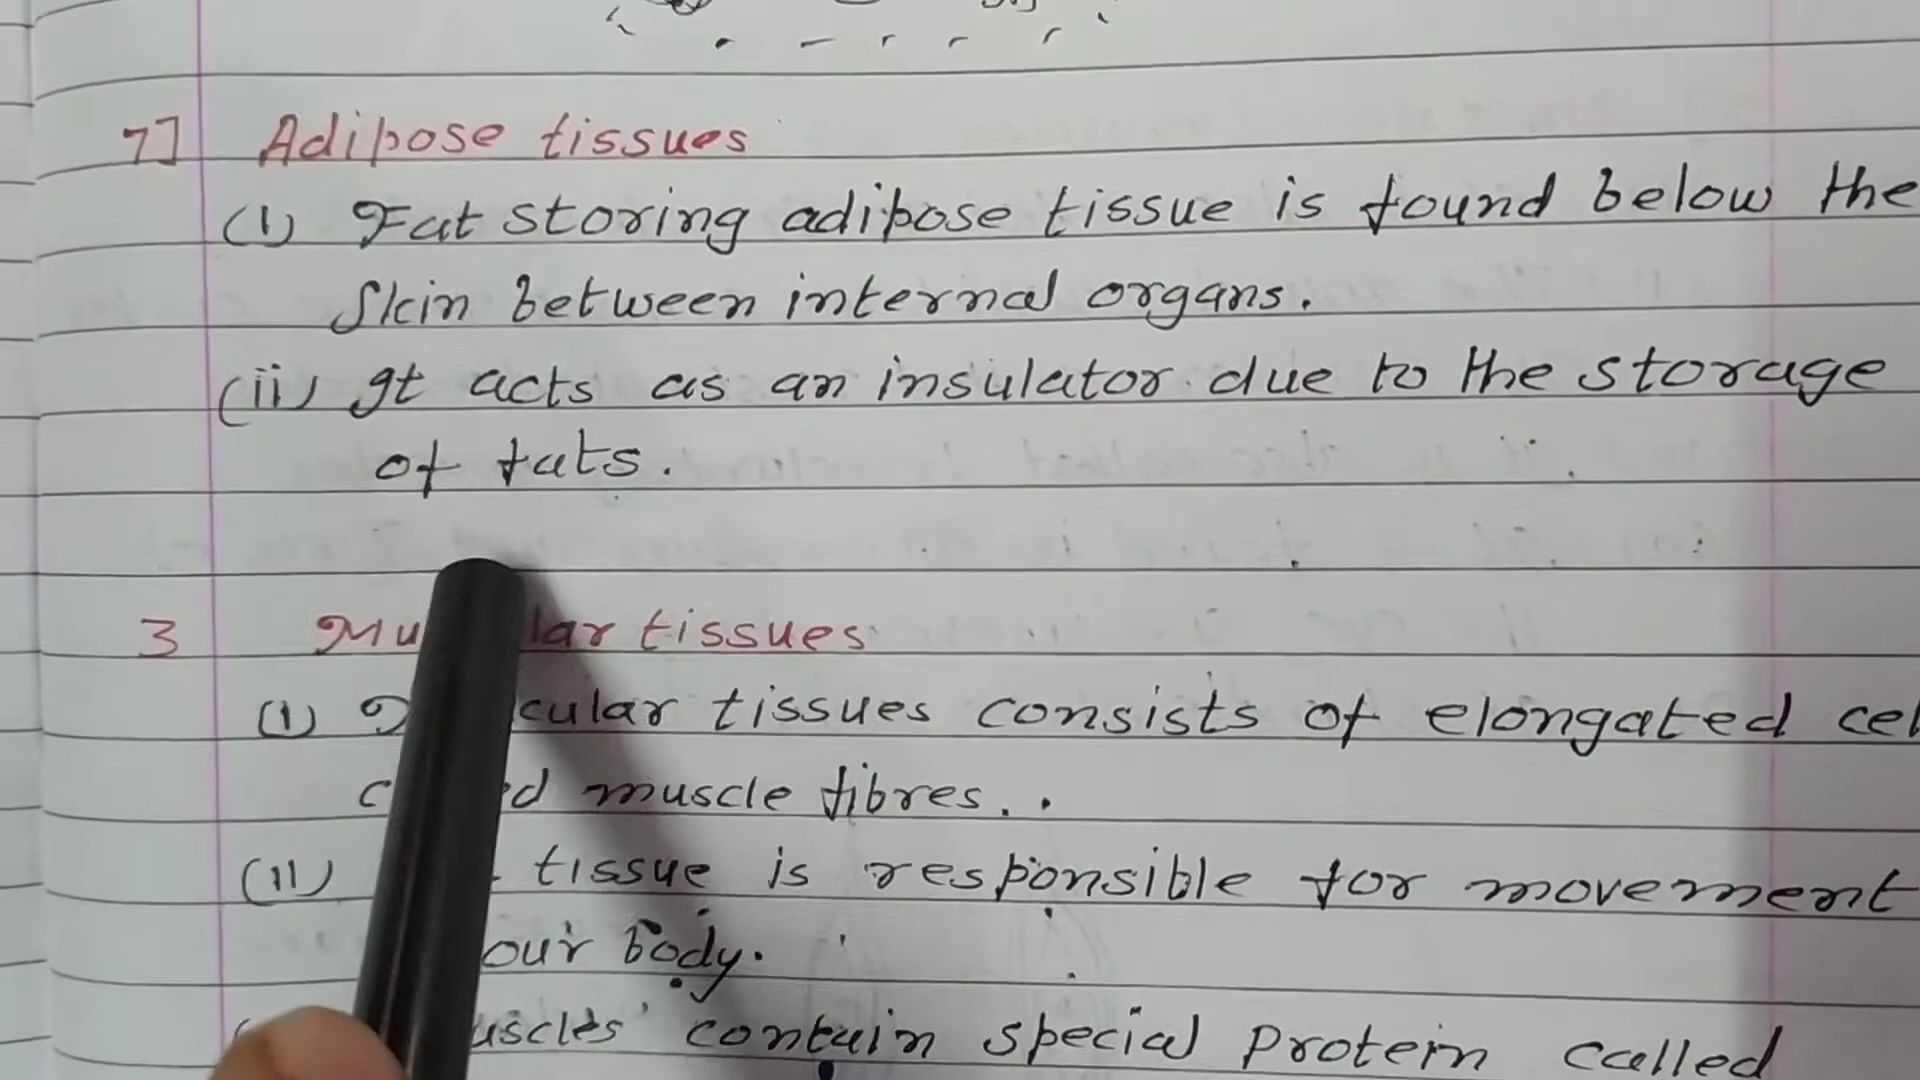 7] Adipose tissues
(i) Fat storing adipose tissue is found below the
Skin between internal organs.
(ii) It acts as an insulator due to the storage
of fats.
3 Mu lar tissues
(i) cular tissues consists of elongated cel
c d muscle fibres.
(ii) tissue is responsible for movement
our body.
uscles contain special protein called